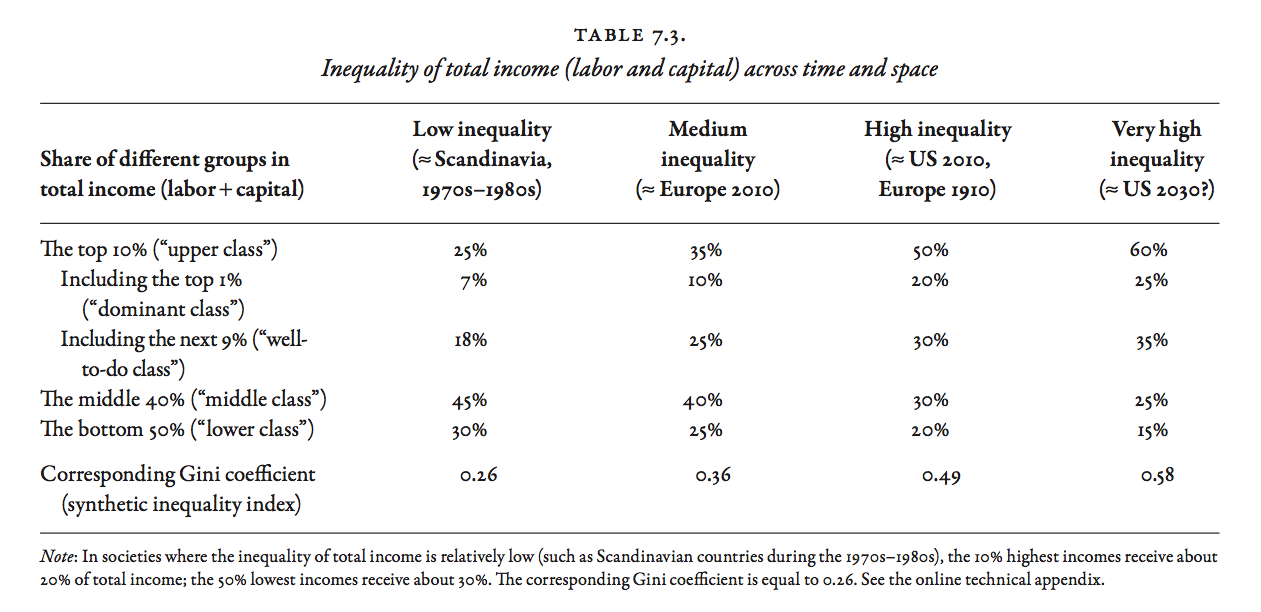 TABLE 7.3.
Inequality of total income (labor and capital) across time and space
Share of different groups in total income (labor + capital) Low inequality (≈ Scandinavia, 1970s–1980s) Medium inequality (≈ Europe 2010) High inequality (≈ US 2010, Europe 1910) Very high inequality (≈ US 2030?)
The top 10% (“upper class”) 25% 35% 50% 60%
Including the top 1% 7% 10% 20% 25%
(“dominant class”)
Including the next 9% (“well- 18% 25% 30% 35%
to-do class”)
The middle 40% (“middle class”) 45% 40% 30% 25%
The bottom 50% (“lower class”) 30% 25% 20% 15%
Corresponding Gini coefficient 0.26 0.36 0.49 0.58
(synthetic inequality index)
Note: In societies where the inequality of total income is relatively low (such as Scandinavian countries during the 1970s–1980s), the 10% highest incomes receive about
20% of total income; the 50% lowest incomes receive about 30%. The corresponding Gini coefficient is equal to 0.26. See the online technical appendix.